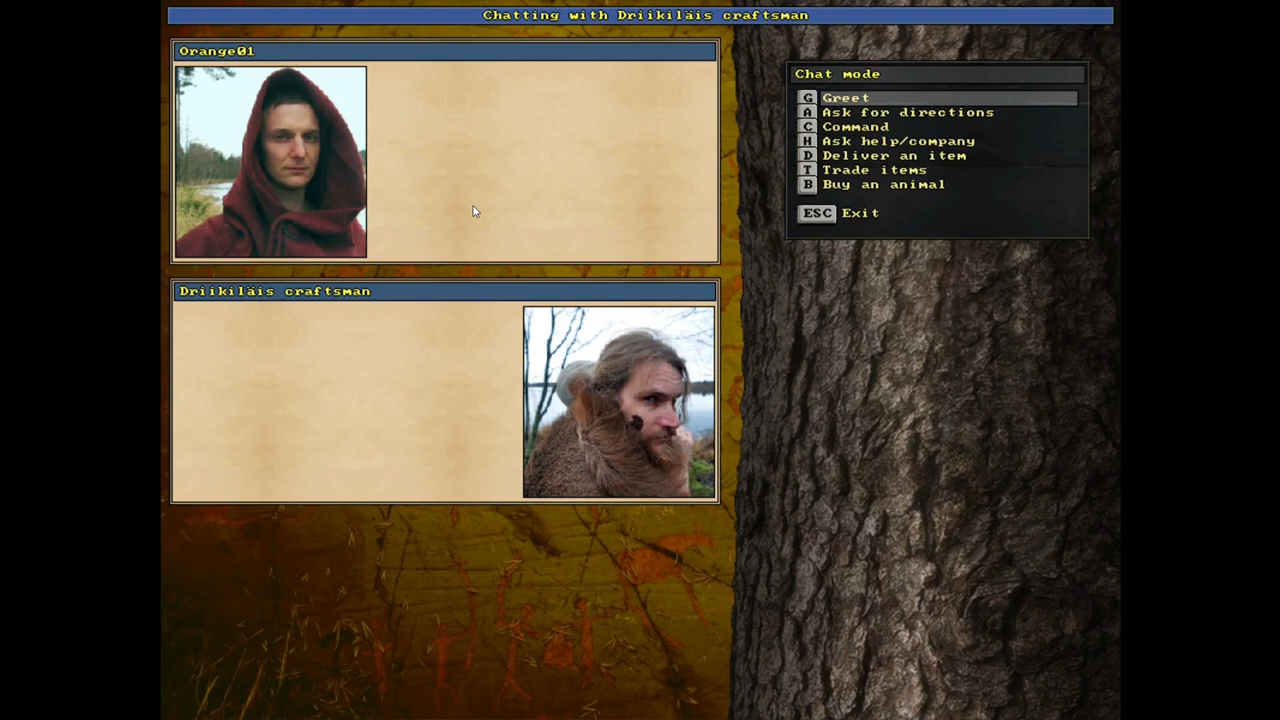 Chatting with Driikiläis craftsman
Orange01
Chat mode
G Greet
A Ask for directions
C Command
H Ask help/company
D Deliver an item
T Trade items
B Buy an animal
ESC Exit
Driikiläis craftsman